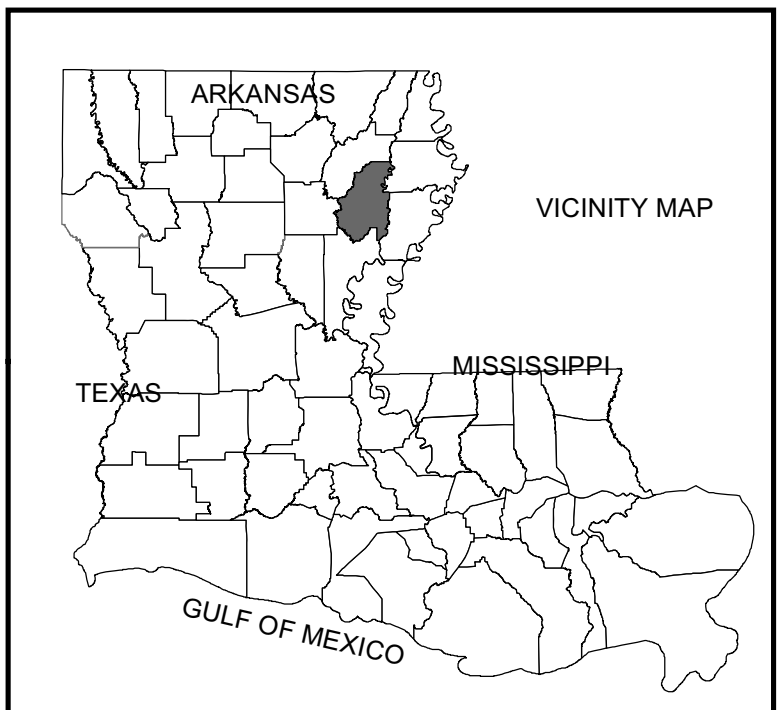 ARKANSAS
VICINITY MAP
MISSISSIPPI
TEXAS
GULF OF MEXICO